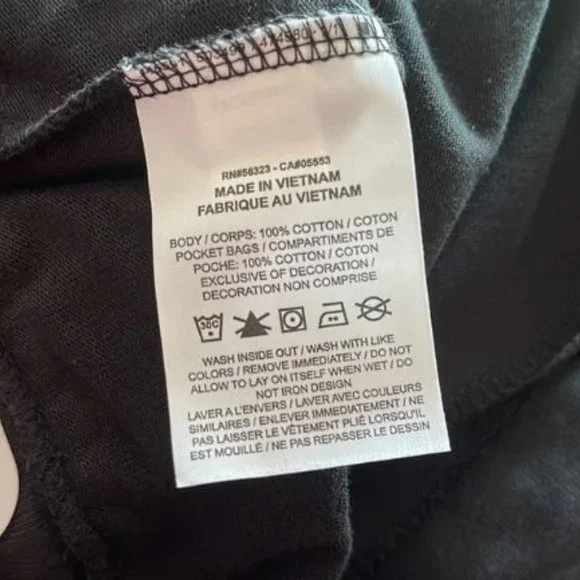 RN#56323 - CA#05553
MADE IN VIETNAM
FABRIQUE AU VIETNAM
BODY / CORPS: 100% COTTON / COTON
POCKET BAGS / COMPARTIMENTS DE
POCHE: 100% COTTON / COTON
EXCLUSIVE OF DECORATION /
DECORATION NON COMPRISE
30C
WASH INSIDE OUT / WASH WITH LIKE
COLORS / REMOVE IMMEDIATELY / DO NOT
ALLOW TO LAY ON ITSELF WHEN WET / DO
NOT IRON DESIGN
LAVER A L'ENVERS / LAVER AVEC COULEURS
SIMILAIRES / ENLEVER IMMEDIATEMENT / NE
PAS LAISSER LE VÊTEMENT PLIÉ LORSQU'IL
EST MOUILLÉ / NE PAS REPASSER LE DESSIN